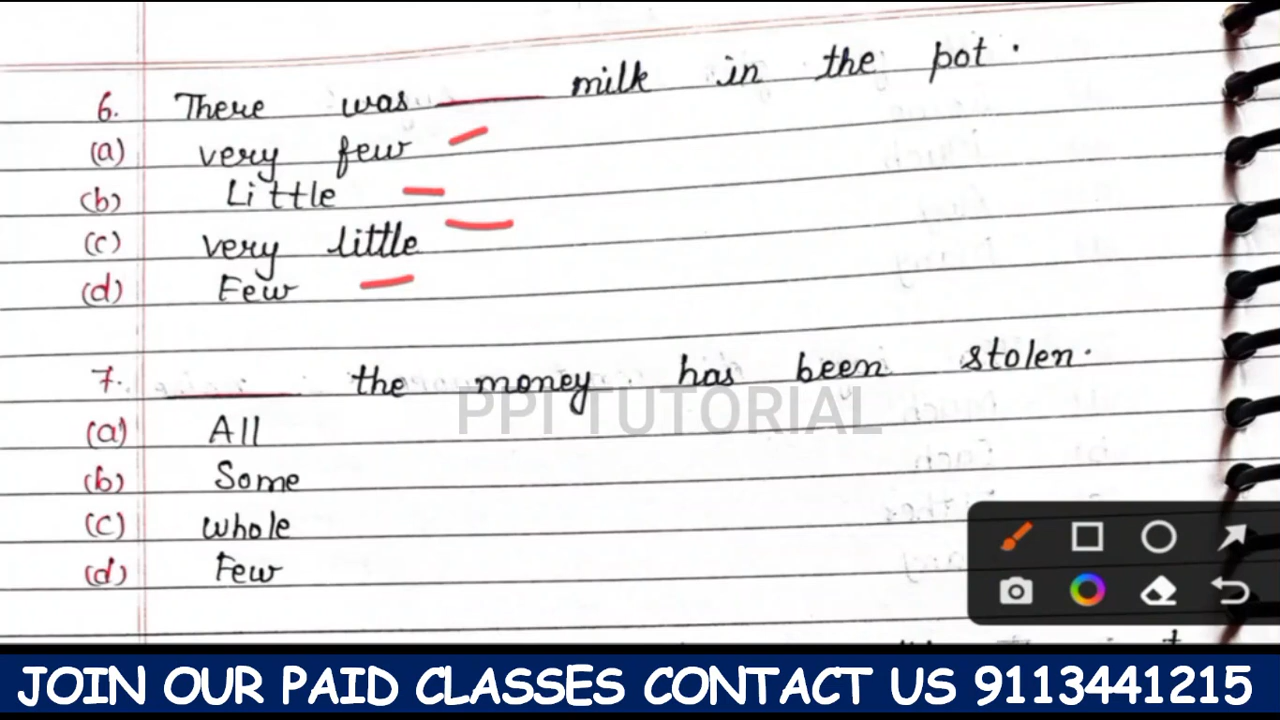 6. There was ______ milk in the pot.
(a) very few
(b) Little
(c) very little
(d) Few
7. ______ the money has been stolen.
PPI TUTORIAL
(a) All
(b) Some
(c) whole
(d) Few
JOIN OUR PAID CLASSES CONTACT US 9113441215